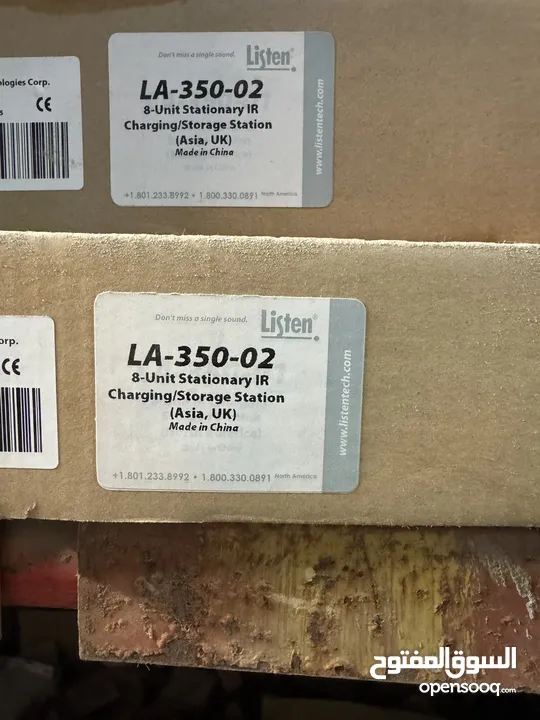 ologies Corp.
CE
Don't miss a single sound.
Listen
LA-350-02
8-Unit Stationary IR
Charging/Storage Station
(Asia, UK)
Made in China
+1.801.233.8992 • 1.800.330.0891 North America
www.listentech.com
orp.
CE
Don't miss a single sound.
Listen
LA-350-02
8-Unit Stationary IR
Charging/Storage Station
(Asia, UK)
Made in China
+1.801.233.8992 • 1.800.330.0891 North America
www.listentech.com
السوق المفتوح
opensooq.com